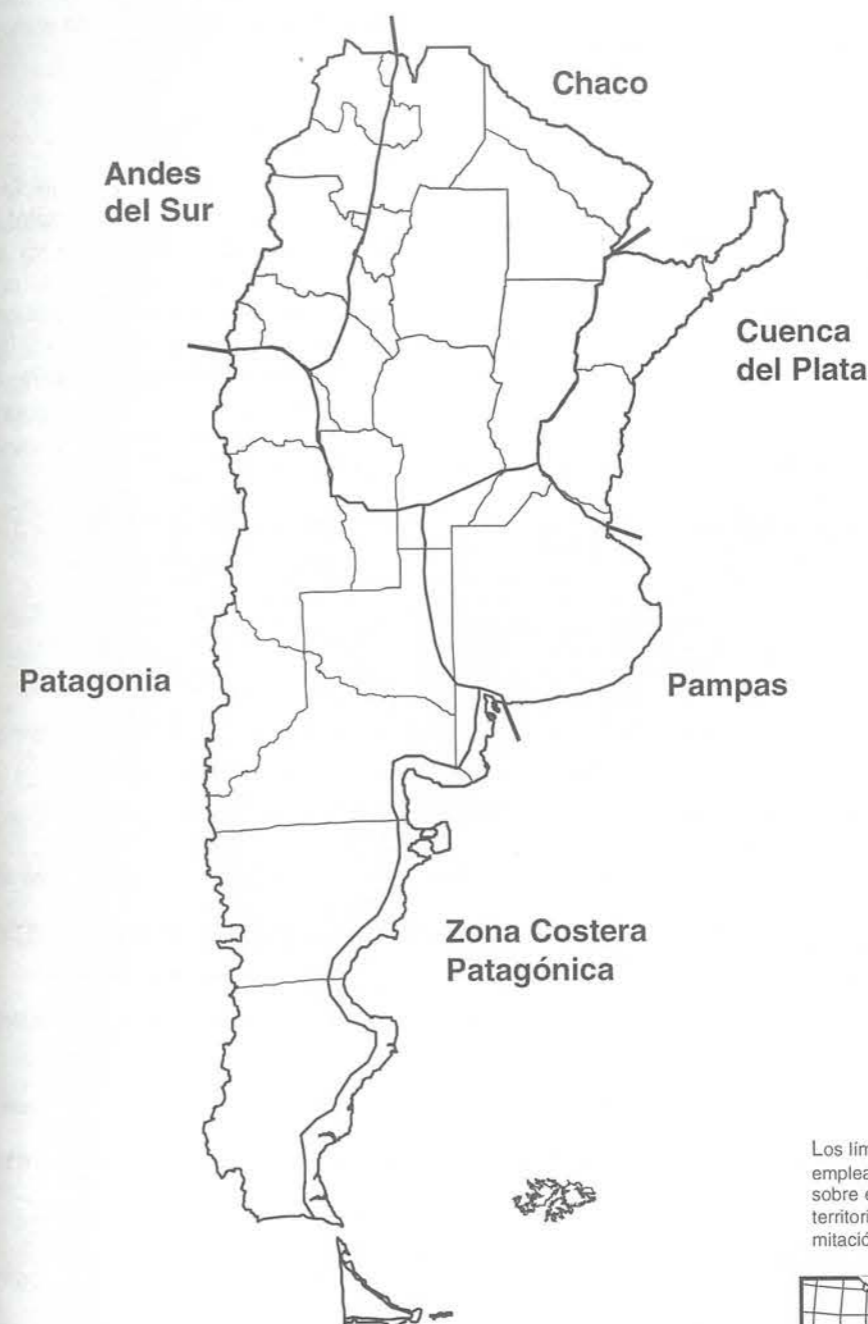 Chaco
Andes
del Sur
Cuenca
del Plata
Patagonia
Pampas
Zona Costera
Patagónica
Los lím
emplea
sobre e
territori
mitació